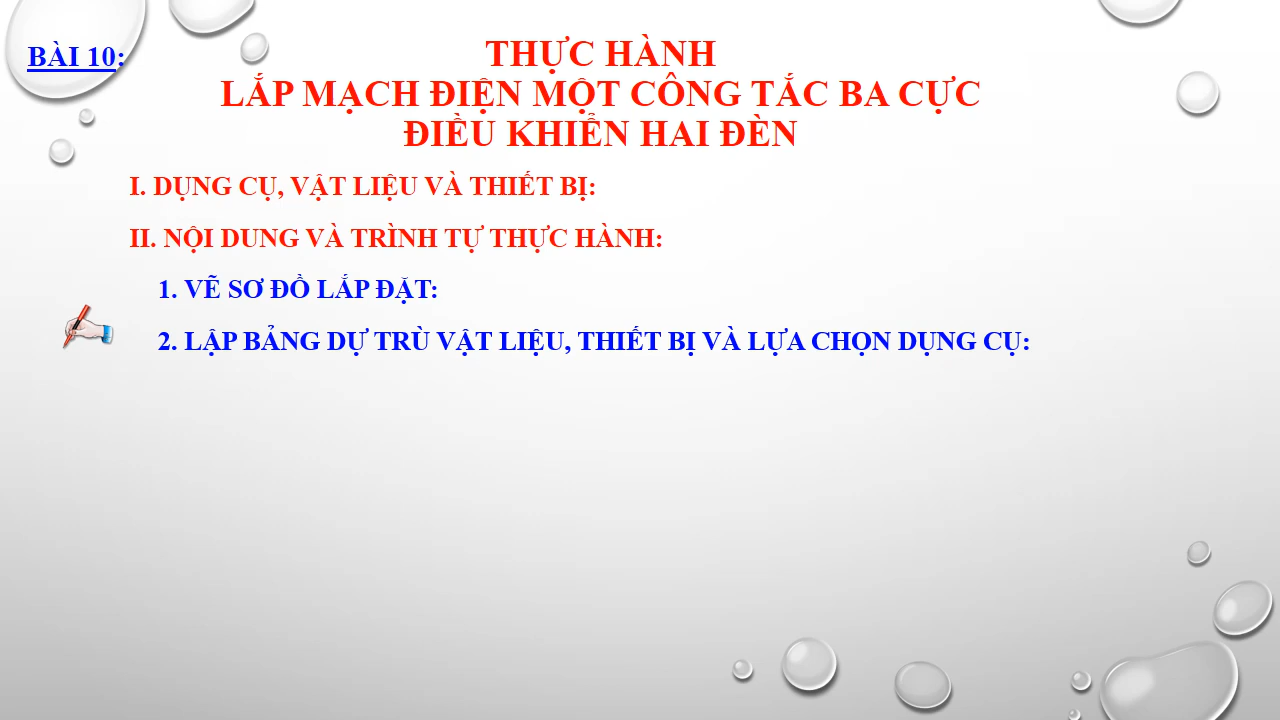 BÀI 10:
THỰC HÀNH
LẮP MẠCH ĐIỆN MỘT CÔNG TẮC BA CỰC
ĐIỀU KHIỂN HAI ĐÈN
I. DỤNG CỤ, VẬT LIỆU VÀ THIẾT BỊ:
II. NỘI DUNG VÀ TRÌNH TỰ THỰC HÀNH:
1. VẼ SƠ ĐỒ LẮP ĐẶT:
2. LẬP BẢNG DỰ TRÙ VẬT LIỆU, THIẾT BỊ VÀ LỰA CHỌN DỤNG CỤ: